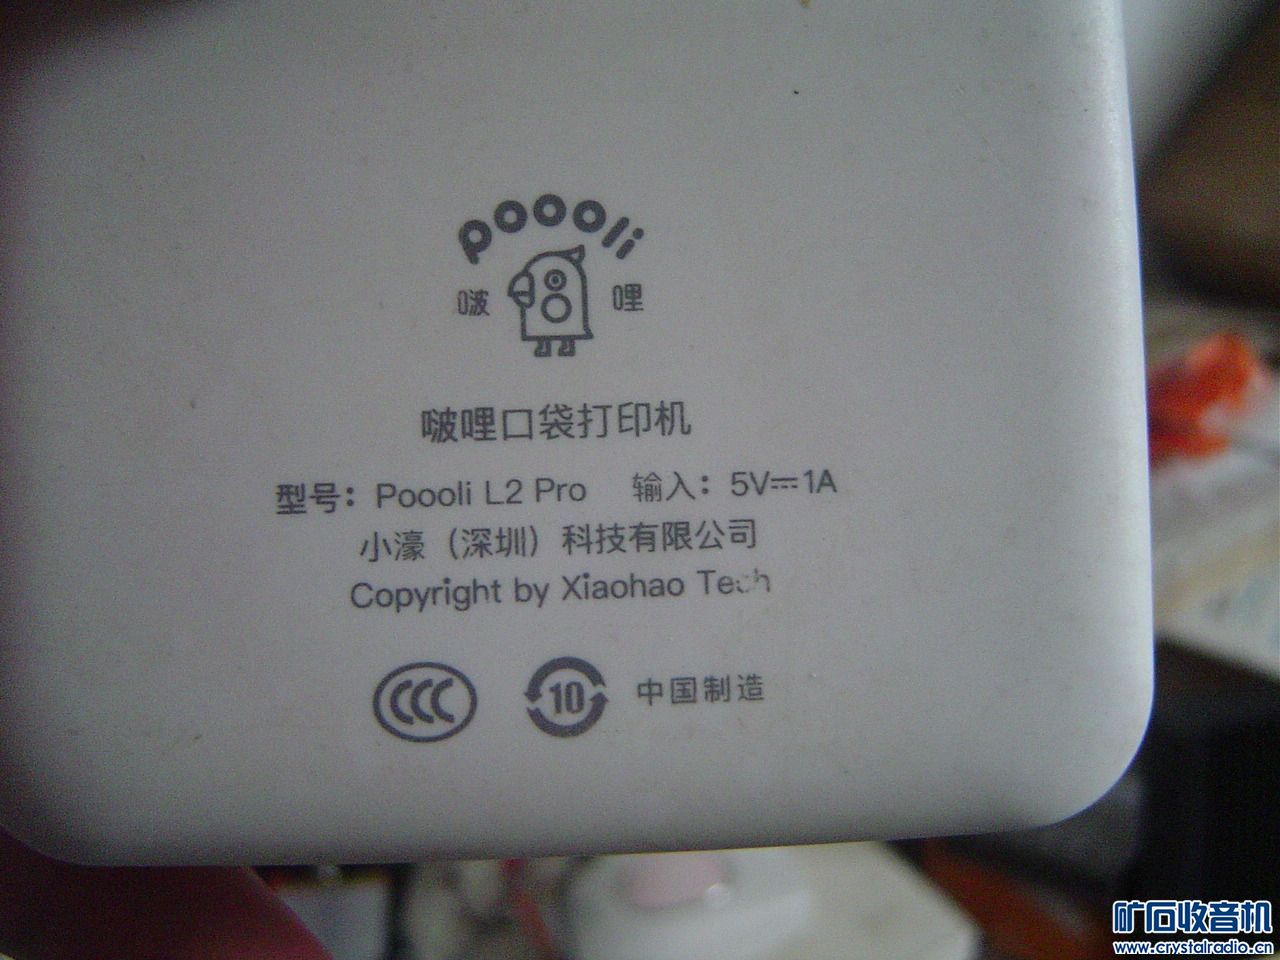 poooli
啵 哩
啵哩口袋打印机
型号：Poooli L2 Pro 输入：5V⎓1A
小濠（深圳）科技有限公司
Copyright by Xiaohao Tech
CCC 10 中国制造
矿石收音机
www.crystalradio.cn